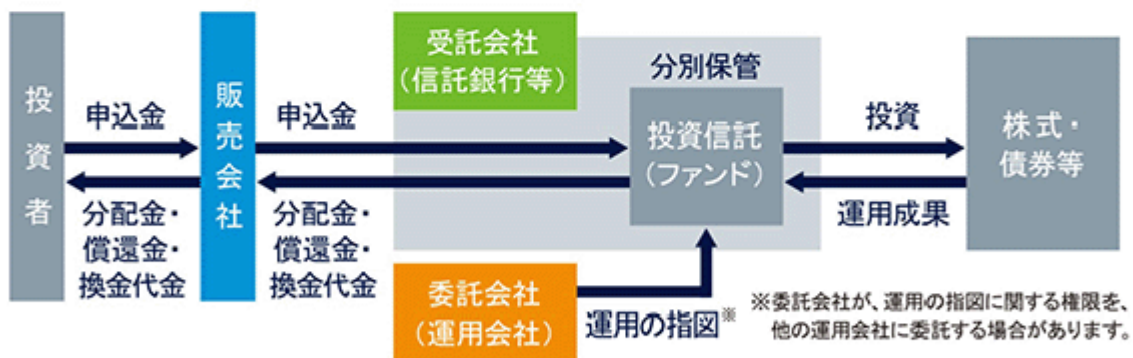 投資者
申込金
分配金・
償還金・
換金代金
販売会社
申込金
分配金・
償還金・
換金代金
受託会社
（信託銀行等）
分別保管
投資信託
（ファンド）
委託会社
（運用会社）
運用の指図※
投資
運用成果
株式・
債券等
※委託会社が、運用の指図に関する権限を、
他の運用会社に委託する場合があります。